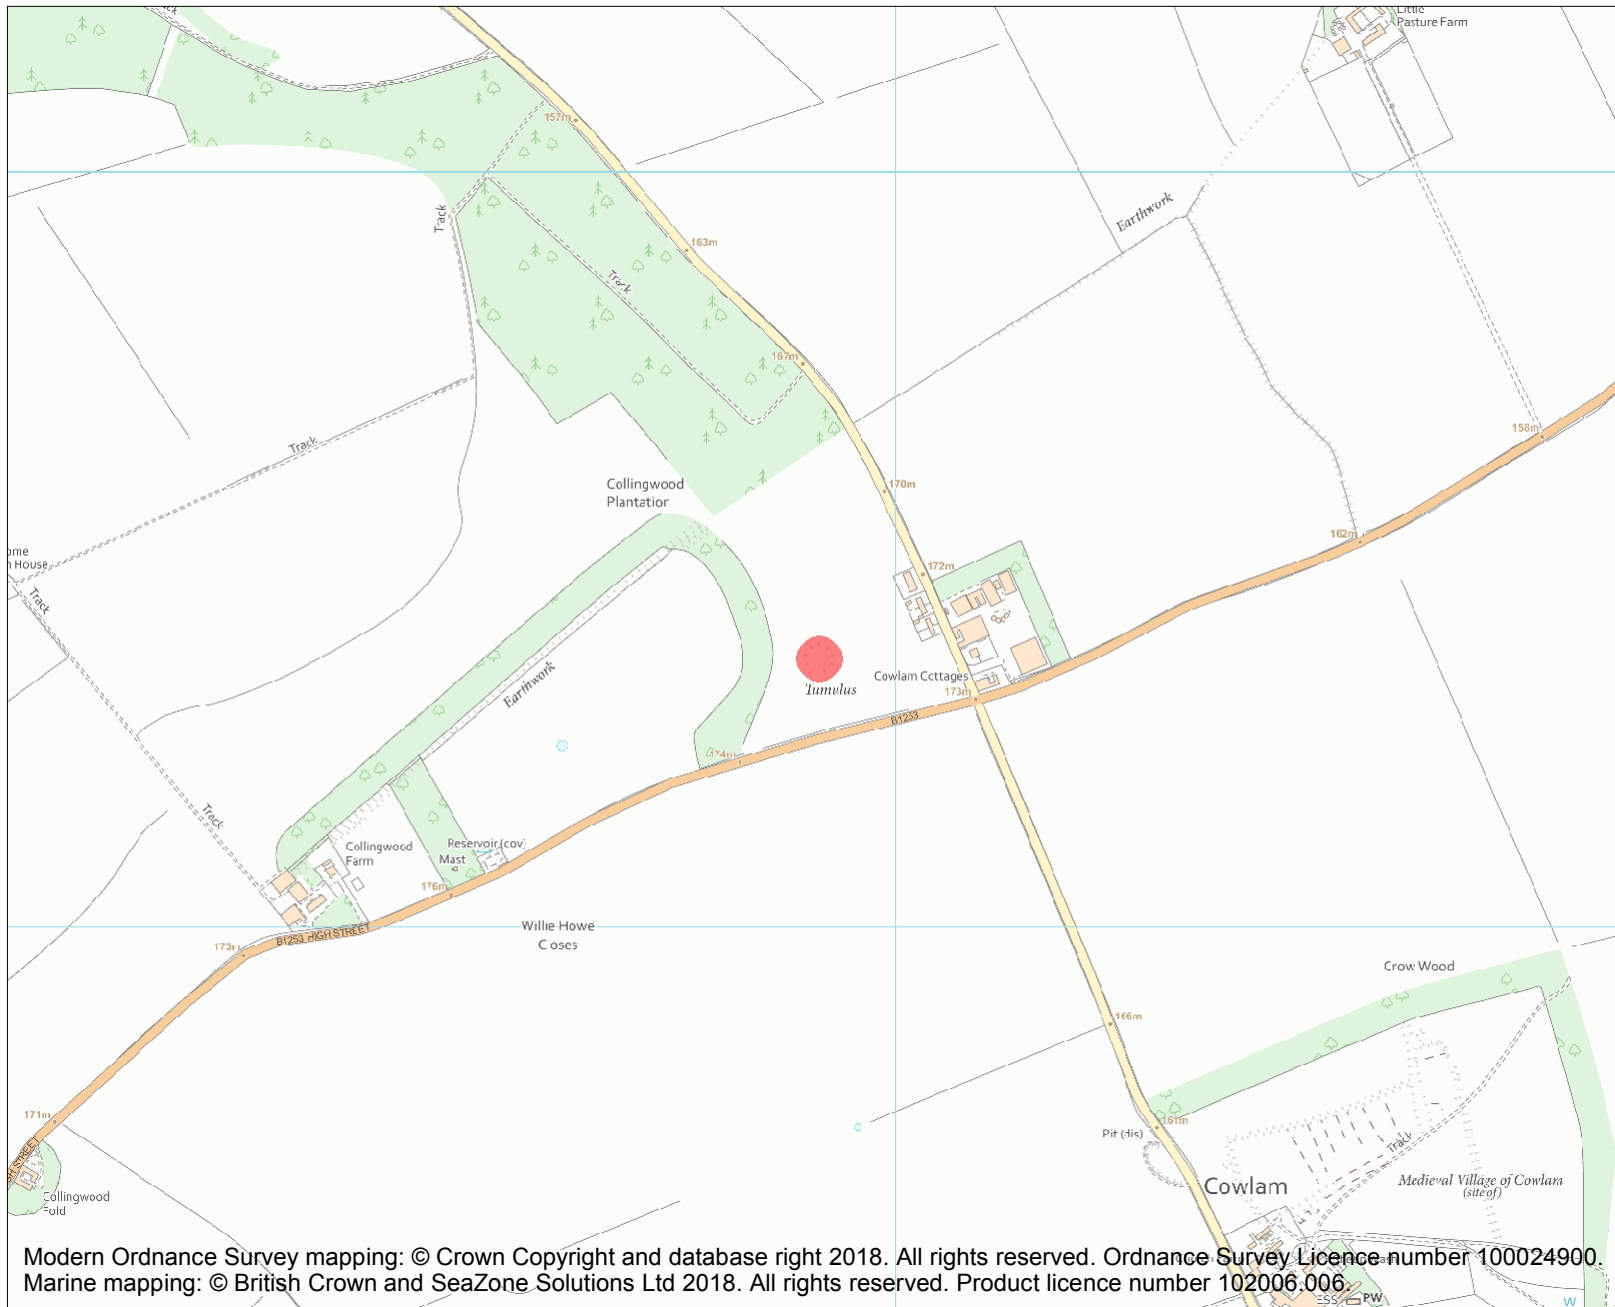 Little
Pasture Farm
157m
Track
163m
Earthwork
Track
167m
Track
158m
Collingwood
Plantation
170m
162m
House
172m
Track
Earthwork
Tumulus
Cowlam Cottages
173m
B1253
174m
Track
Collingwood
Farm
Reservoir (cov)
Mast
176m
Willie Howe
Closes
B1253 HIGH STREET
173m
Crow Wood
166m
171m
161m
Pit (dis)
Track
Cowlam
Medieval Village of Cowlam
(site of)
Collingwood
Fold
Modern Ordnance Survey mapping: © Crown Copyright and database right 2018. All rights reserved. Ordnance Survey Licence number 100024900.
Marine mapping: © British Crown and SeaZone Solutions Ltd 2018. All rights reserved. Product licence number 102006.006.
ESS
PW
W